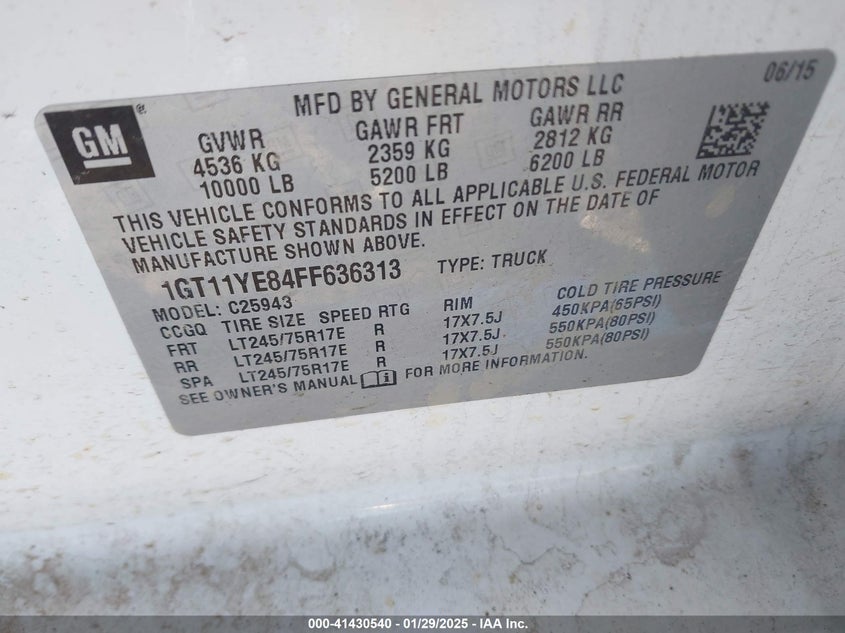 06/15
MFD BY GENERAL MOTORS LLC
GM®
GVWR GAWR FRT GAWR RR
4536 KG 2359 KG 2812 KG
10000 LB 5200 LB 6200 LB
THIS VEHICLE CONFORMS TO ALL APPLICABLE U.S. FEDERAL MOTOR
VEHICLE SAFETY STANDARDS IN EFFECT ON THE DATE OF
MANUFACTURE SHOWN ABOVE.
1GT11YE84FF636313 TYPE: TRUCK
MODEL: C25943
CCGQ TIRE SIZE SPEED RTG RIM COLD TIRE PRESSURE
FRT LT245/75R17E R 17X7.5J 450KPA(65PSI)
RR LT245/75R17E R 17X7.5J 550KPA(80PSI)
SPA LT245/75R17E R 17X7.5J 550KPA(80PSI)
SEE OWNER'S MANUAL FOR MORE INFORMATION.
000-41430540 - 01/29/2025 - IAA Inc.